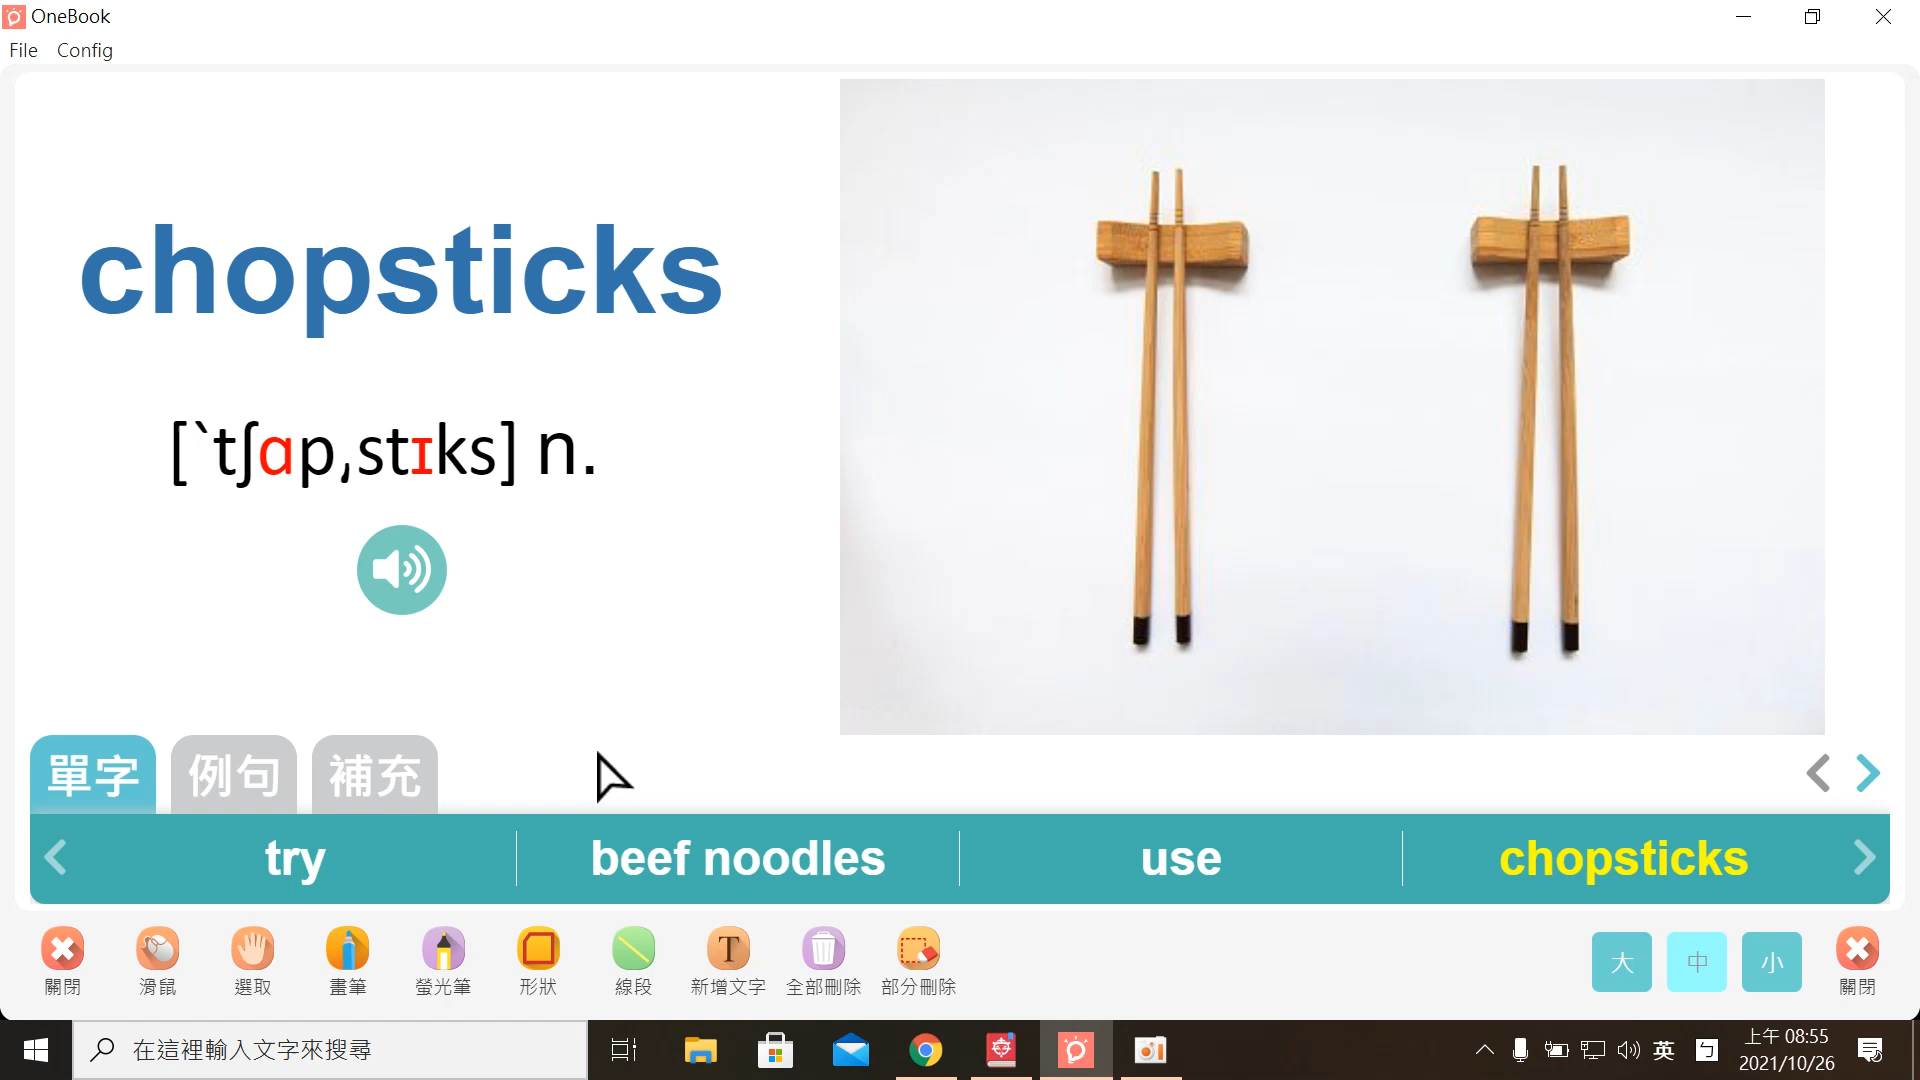 OneBook
File Config
chopsticks
[ˋtʃɑpˏstɪks] n.
單字 例句 補充
try beef noodles use chopsticks
關閉 滑鼠 選取 畫筆 螢光筆 形狀 線段 新增文字 全部刪除 部分刪除 大 中 小 關閉
在這裡輸入文字來搜尋
英 ㄅ
上午 08:55
2021/10/26